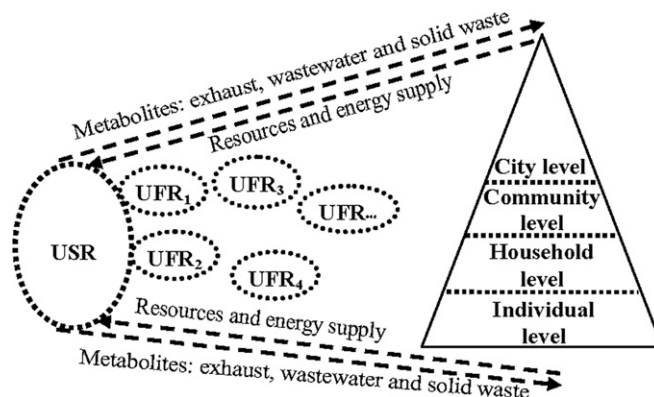 Metabolites: exhaust, wastewater and solid waste
Resources and energy supply
USR
UFR₁
UFR₃
UFR...
UFR₂
UFR₄
City level
Community
level
Household
level
Individual
level
Resources and energy supply
Metabolites: exhaust, wastewater and solid waste